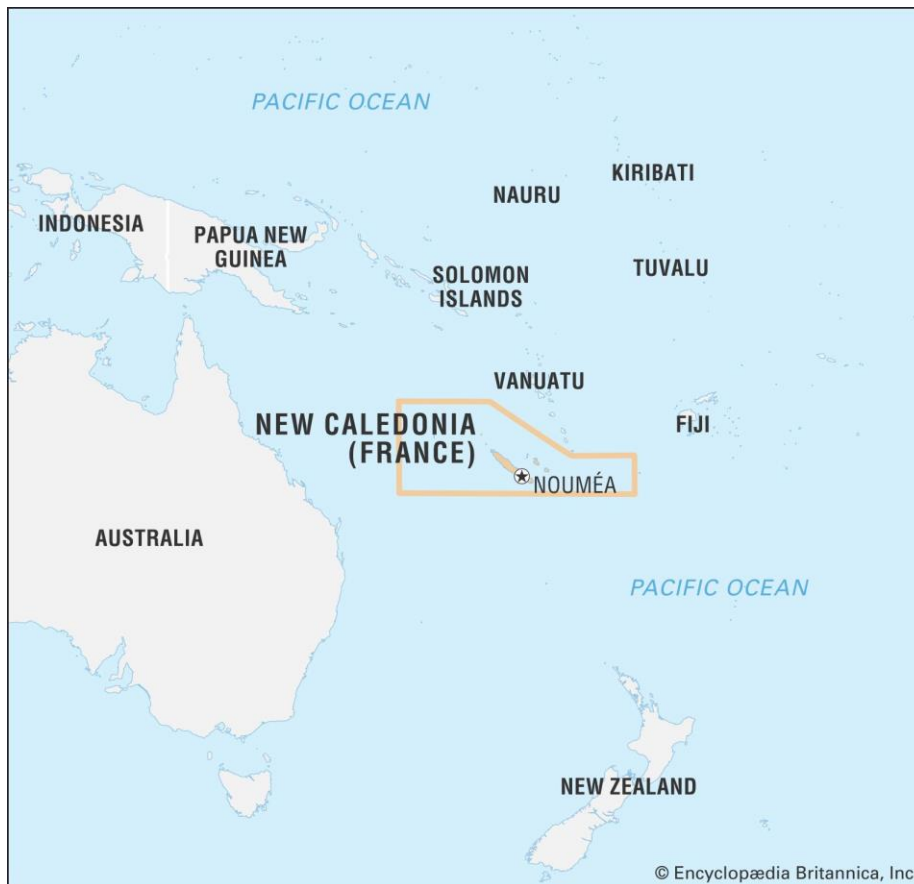 PACIFIC OCEAN
KIRIBATI
NAURU
INDONESIA
PAPUA NEW
GUINEA
TUVALU
SOLOMON
ISLANDS
VANUATU
NEW CALEDONIA
(FRANCE)
FIJI
NOUMÉA
AUSTRALIA
PACIFIC OCEAN
NEW ZEALAND
© Encyclopædia Britannica, Inc